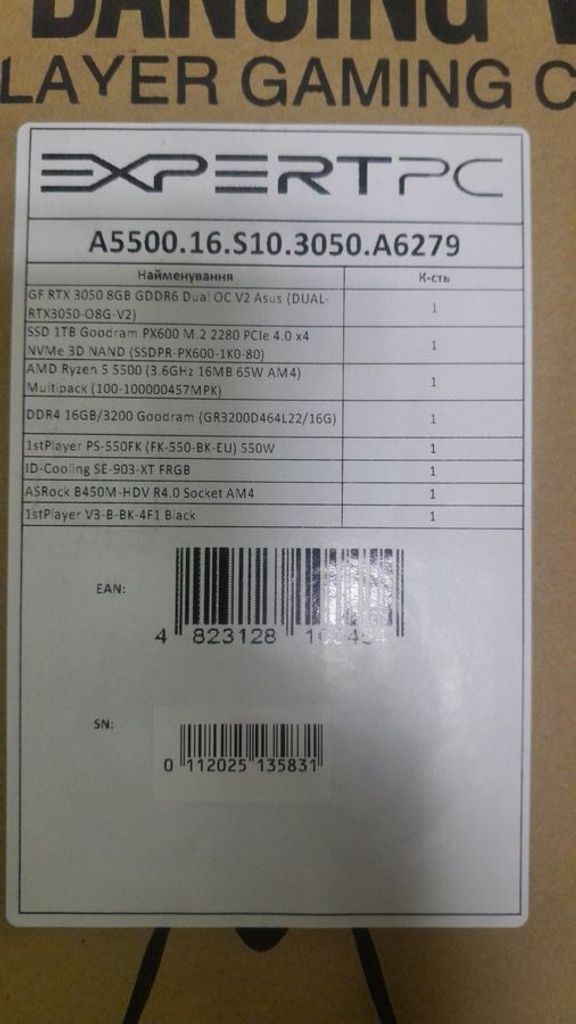 LAYER GAMING C
EXPERTPC
A5500.16.S10.3050.A6279
Найменування К-сть
GF RTX 3050 8GB GDDR6 Dual OC V2 Asus (DUAL-
RTX3050-O8G-V2) 1
SSD 1TB Goodram PX600 M.2 2280 PCIe 4.0 x4
NVMe 3D NAND (SSDPR-PX600-1K0-80) 1
AMD Ryzen 5 5500 (3.6GHz 16MB 65W AM4)
Multipack (100-100000457MPK) 1
DDR4 16GB/3200 Goodram (GR3200D464L22/16G) 1
1stPlayer PS-550FK (FK-550-BK-EU) 550W 1
ID-Cooling SE-903-XT FRGB 1
ASRock B450M-HDV R4.0 Socket AM4 1
1stPlayer V3-B-BK-4F1 Black 1
EAN:
4 823128
SN:
0 112025 135831